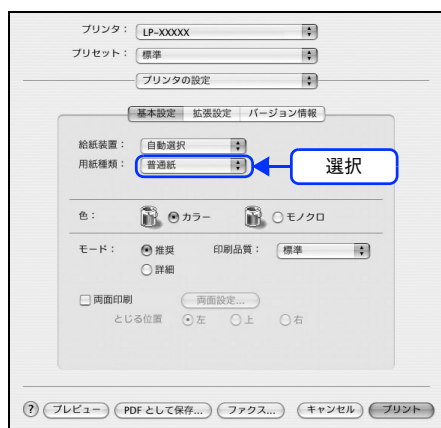 プリンタ： LP-XXXXX
プリセット： 標準
プリンタの設定
基本設定 拡張設定 バージョン情報
給紙装置： 自動選択
用紙種類： 普通紙 選択
色： カラー モノクロ
モード： 推奨 印刷品質： 標準
詳細
両面印刷 両面設定...
とじる位置 左 上 右
? プレビュー PDF として保存... ファクス... キャンセル プリント